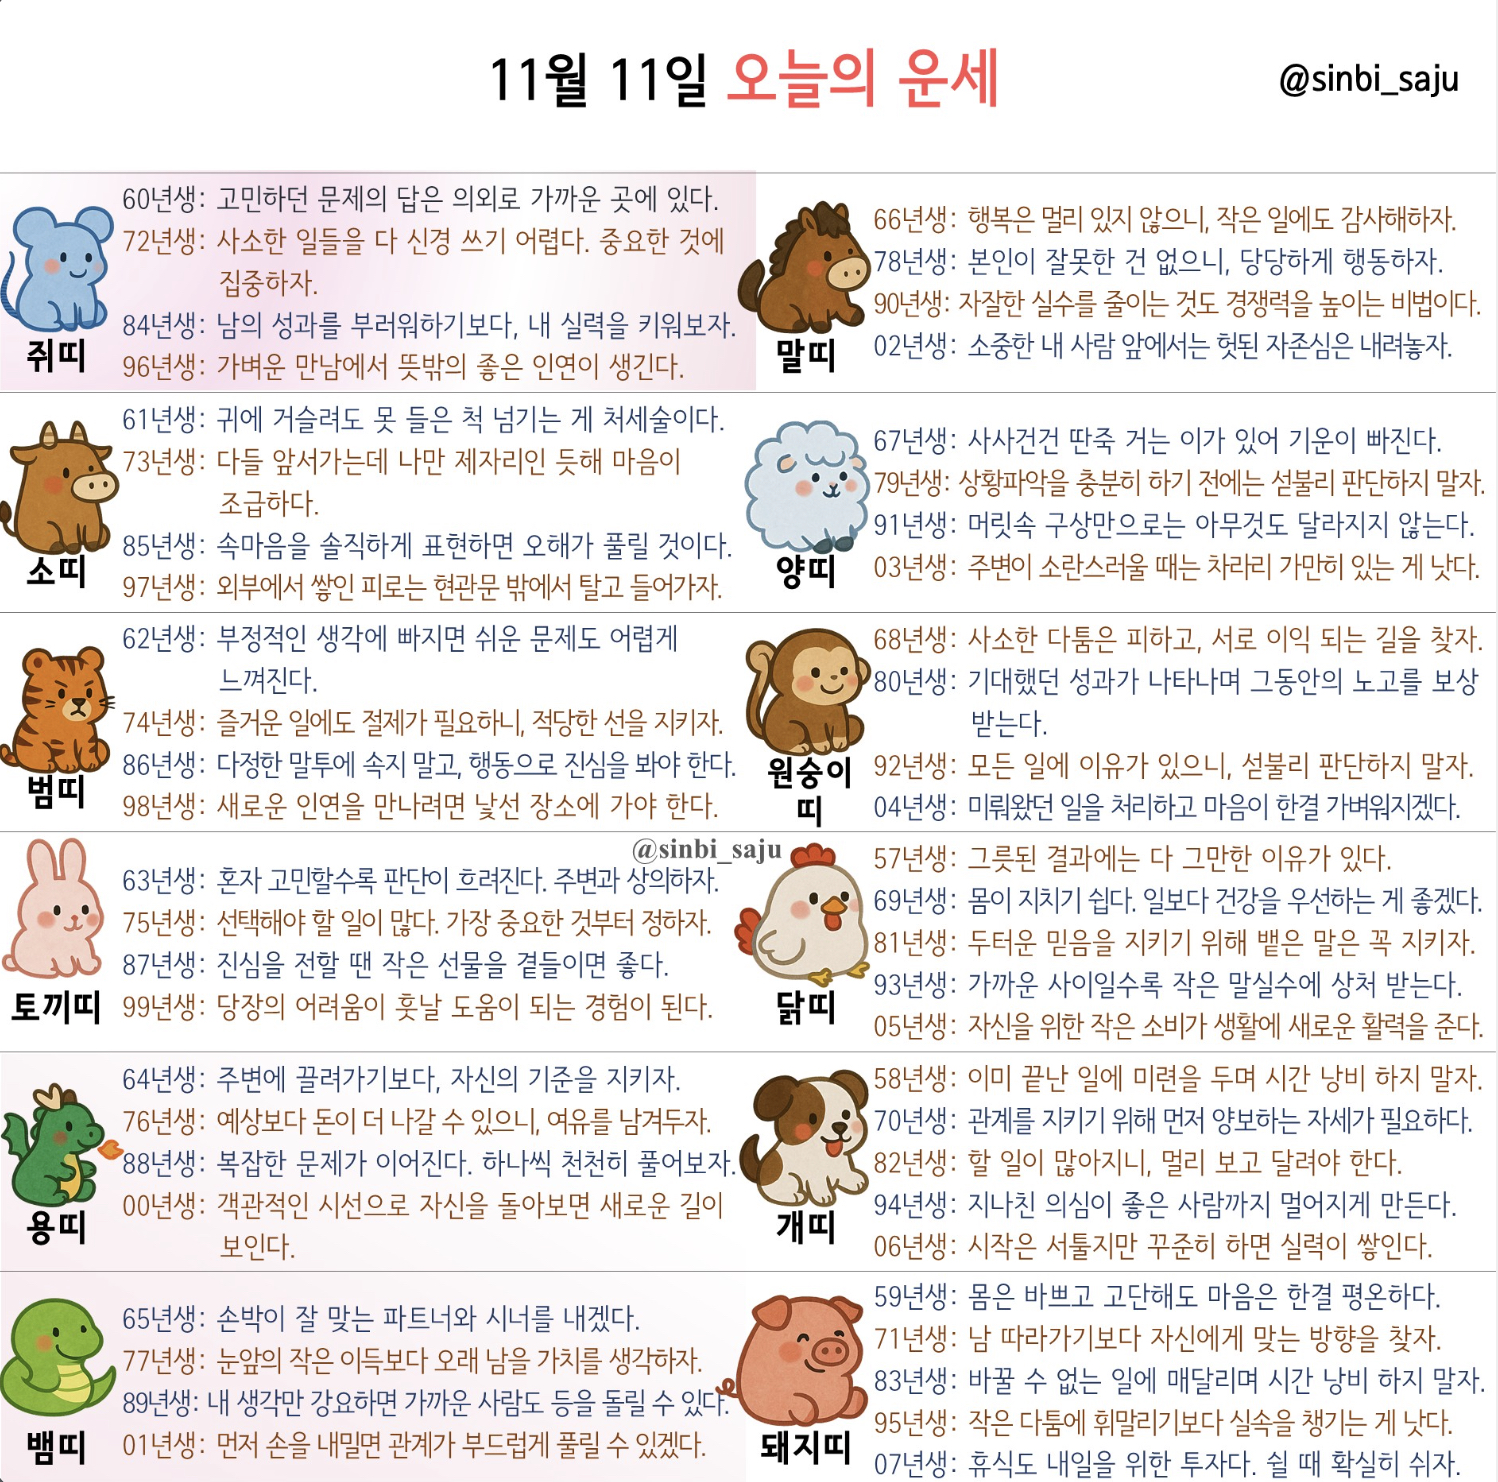 11월 11일 오늘의 운세
@sinbi_saju
60년생: 고민하던 문제의 답은 의외로 가까운 곳에 있다.
72년생: 사소한 일들을 다 신경 쓰기 어렵다. 중요한 것에
집중하자.
84년생: 남의 성과를 부러워하기보다, 내 실력을 키워보자.
96년생: 가벼운 만남에서 뜻밖의 좋은 인연이 생긴다.
쥐띠
61년생: 귀에 거슬려도 못 들은 척 넘기는 게 처세술이다.
73년생: 다들 앞서가는데 나만 제자리인 듯해 마음이
조급하다.
85년생: 속마음을 솔직하게 표현하면 오해가 풀릴 것이다.
97년생: 외부에서 쌓인 피로는 현관문 밖에서 탈고 들어가자.
소띠
62년생: 부정적인 생각에 빠지면 쉬운 문제도 어렵게
느껴진다.
74년생: 즐거운 일에도 절제가 필요하니, 적당한 선을 지키자.
86년생: 다정한 말투에 속지 말고, 행동으로 진심을 봐야 한다.
98년생: 새로운 인연을 만나려면 낯선 장소에 가야 한다.
범띠
63년생: 혼자 고민할수록 판단이 흐려진다. 주변과 상의하자.
75년생: 선택해야 할 일이 많다. 가장 중요한 것부터 정하자.
87년생: 진심을 전할 땐 작은 선물을 곁들이면 좋다.
99년생: 당장의 어려움이 훗날 도움이 되는 경험이 된다.
토끼띠
64년생: 주변에 끌려가기보다, 자신의 기준을 지키자.
76년생: 예상보다 돈이 더 나갈 수 있으니, 여유를 남겨두자.
88년생: 복잡한 문제가 이어진다. 하나씩 천천히 풀어보자.
00년생: 객관적인 시선으로 자신을 돌아보면 새로운 길이
보인다.
용띠
65년생: 손박이 잘 맞는 파트너와 시너를 내겠다.
77년생: 눈앞의 작은 이득보다 오래 남을 가치를 생각하자.
89년생: 내 생각만 강요하면 가까운 사람도 등을 돌릴 수 있다.
01년생: 먼저 손을 내밀면 관계가 부드럽게 풀릴 수 있겠다.
뱀띠
66년생: 행복은 멀리 있지 않으니, 작은 일에도 감사해하자.
78년생: 본인이 잘못한 건 없으니, 당당하게 행동하자.
90년생: 자잘한 실수를 줄이는 것도 경쟁력을 높이는 비법이다.
02년생: 소중한 내 사람 앞에서는 헛된 자존심은 내려놓자.
말띠
67년생: 사사건건 딴죽 거는 이가 있어 기운이 빠진다.
79년생: 상황파악을 충분히 하기 전에는 섣불리 판단하지 말자.
91년생: 머릿속 구상만으로는 아무것도 달라지지 않는다.
03년생: 주변이 소란스러울 때는 차라리 가만히 있는 게 낫다.
양띠
68년생: 사소한 다툼은 피하고, 서로 이익 되는 길을 찾자.
80년생: 기대했던 성과가 나타나며 그동안의 노고를 보상
받는다.
92년생: 모든 일에 이유가 있으니, 섣불리 판단하지 말자.
04년생: 미뤄왔던 일을 처리하고 마음이 한결 가벼워지겠다.
원숭이
띠
@sinbi_saju
57년생: 그릇된 결과에는 다 그만한 이유가 있다.
69년생: 몸이 지치기 쉽다. 일보다 건강을 우선하는 게 좋겠다.
81년생: 두터운 믿음을 지키기 위해 뱉은 말은 꼭 지키자.
93년생: 가까운 사이일수록 작은 말실수에 상처 받는다.
05년생: 자신을 위한 작은 소비가 생활에 새로운 활력을 준다.
닭띠
58년생: 이미 끝난 일에 미련을 두며 시간 낭비 하지 말자.
70년생: 관계를 지키기 위해 먼저 양보하는 자세가 필요하다.
82년생: 할 일이 많아지니, 멀리 보고 달려야 한다.
94년생: 지나친 의심이 좋은 사람까지 멀어지게 만든다.
06년생: 시작은 서툴지만 꾸준히 하면 실력이 쌓인다.
개띠
59년생: 몸은 바쁘고 고단해도 마음은 한결 평온하다.
71년생: 남 따라가기보다 자신에게 맞는 방향을 찾자.
83년생: 바꿀 수 없는 일에 매달리며 시간 낭비 하지 말자.
95년생: 작은 다툼에 휘말리기보다 실속을 챙기는 게 낫다.
07년생: 휴식도 내일을 위한 투자다. 쉴 때 확실히 쉬자.
돼지띠